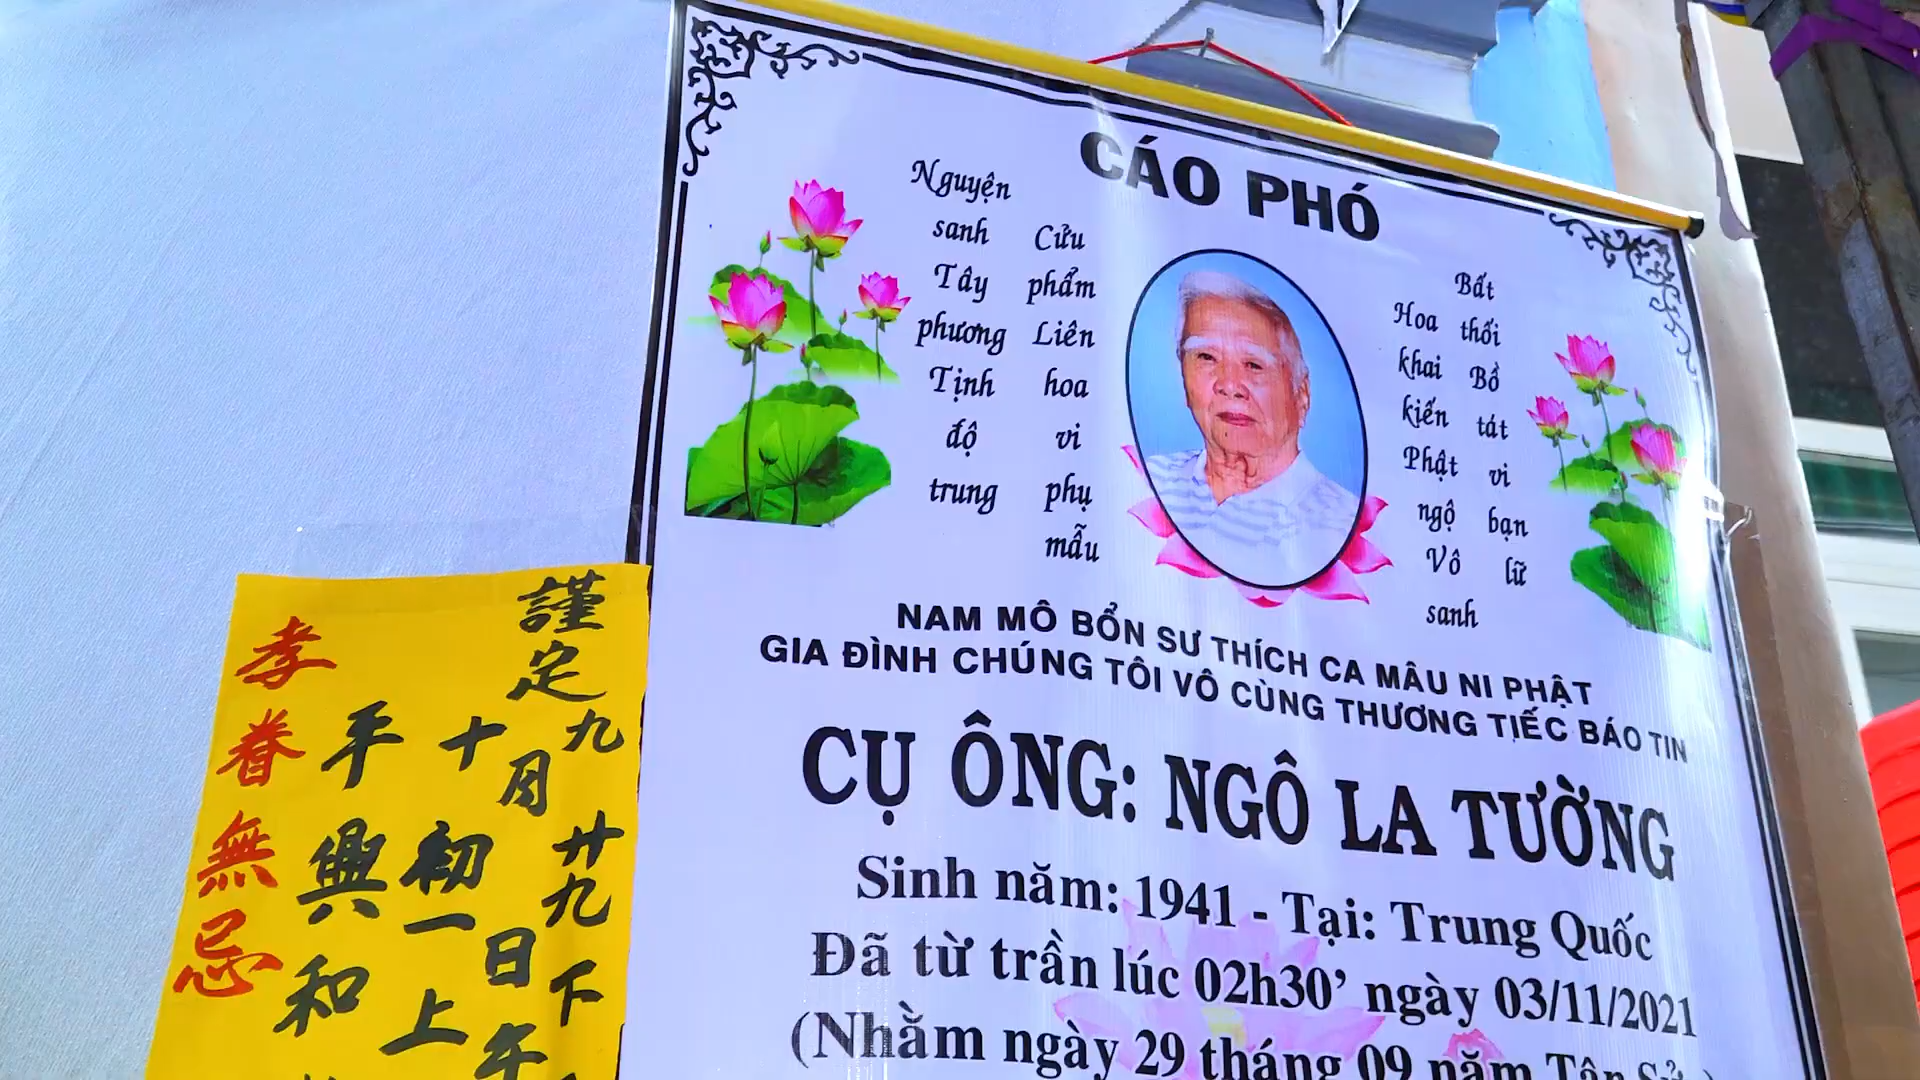 CÁO PHÓ
Nguyện sanh Tây phương Tịnh độ trung
Cửu phẩm Liên hoa vi phụ mẫu
Hoa khai kiến Phật ngộ Vô sanh
Bất thối Bồ tát vi bạn lữ
NAM MÔ BỔN SƯ THÍCH CA MÂU NI PHẬT
GIA ĐÌNH CHÚNG TÔI VÔ CÙNG THƯƠNG TIẾC BÁO TIN
CỤ ÔNG: NGÔ LA TƯỜNG
Sinh năm: 1941 - Tại: Trung Quốc
Đã từ trần lúc 02h30’ ngày 03/11/2021
(Nhằm ngày 29 tháng 09 năm Tân Sửu)
謹定
九月廿九日下午
十初一上
平興和
孝眷無忌